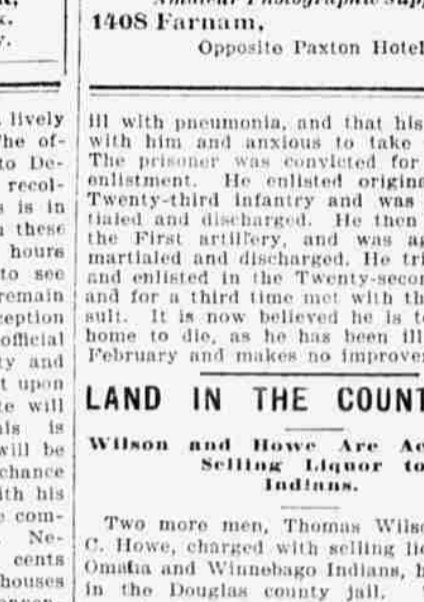 1408 Farnam,
Opposite Paxton Hotel
lively
The of-
to De-
recol-
s is in
these
hours
to see
remain
ception
official
ty and
t upon
te will
his is
will be
chance
ith his
e com-
Ne-
cents
houses
ill with pneumonia, and that his
with him and anxious to take
The prisoner was convicted for
enlistment. He enlisted origina
Twenty-third infantry and was
tialed and discharged. He then
the First artillery, and was ag
martialed and discharged. He tri
and enlisted in the Twenty-secon
and for a third time met with th
sult. It is now believed he is t
home to die, as he has been ill
February and makes no improve
LAND IN THE COUNT
Wilson and Howe Are Ac
Selling Liquor to
Indians.
Two more men, Thomas Wilso
C. Howe, charged with selling li
Omaha and Winnebago Indians, h
in the Douglas county jail.